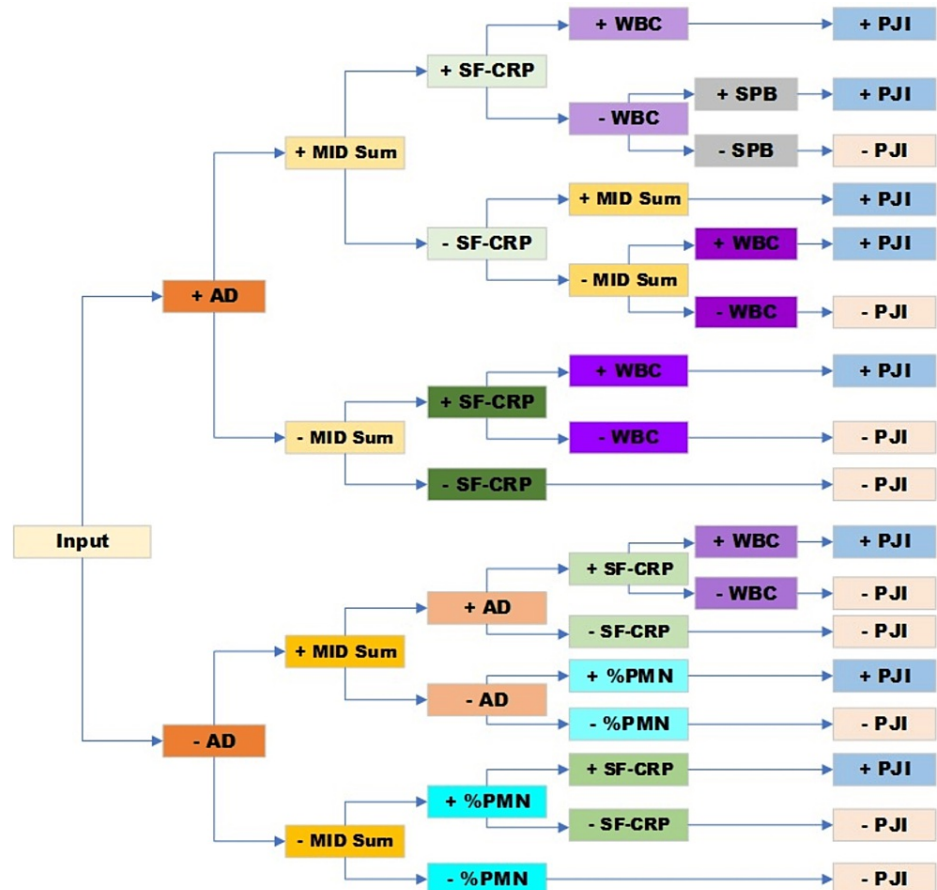 + WBC + PJI
+ SF-CRP
+ SPB + PJI
- WBC
+ MID Sum - SPB - PJI
+ MID Sum + PJI
- SF-CRP + WBC + PJI
- MID Sum
+ AD - WBC - PJI
+ WBC + PJI
+ SF-CRP
- MID Sum - WBC - PJI
- SF-CRP - PJI
Input + WBC + PJI
+ SF-CRP
+ AD - WBC - PJI
- SF-CRP - PJI
+ MID Sum
+ %PMN + PJI
- AD
- %PMN - PJI
- AD
+ SF-CRP + PJI
+ %PMN
- SF-CRP - PJI
- MID Sum
- %PMN - PJI